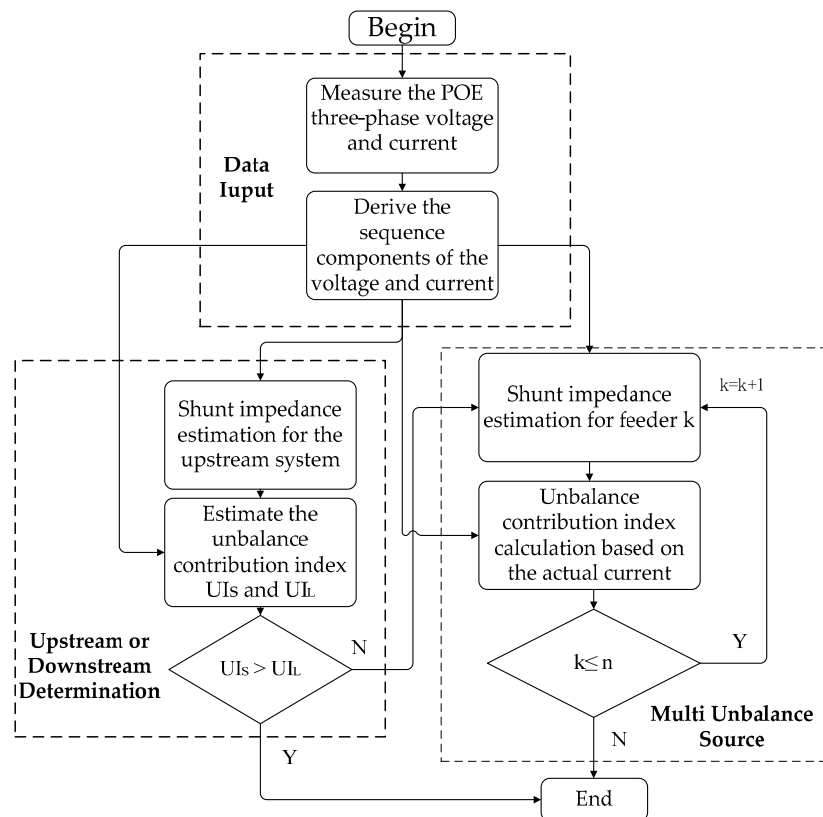 Begin
Measure the POE
three-phase voltage
and current
Data
Iuput
Derive the
sequence
components of the
voltage and current
Shunt impedance
estimation for the
upstream system
Estimate the
unbalance
contribution index
UIs and UIL
UIS > UIL
N
Y
Upstream or
Downstream
Determination
Shunt impedance
estimation for feeder k
k=k+1
Unbalance
contribution index
calculation based on
the actual current
k≤ n
Y
N
Multi Unbalance
Source
End